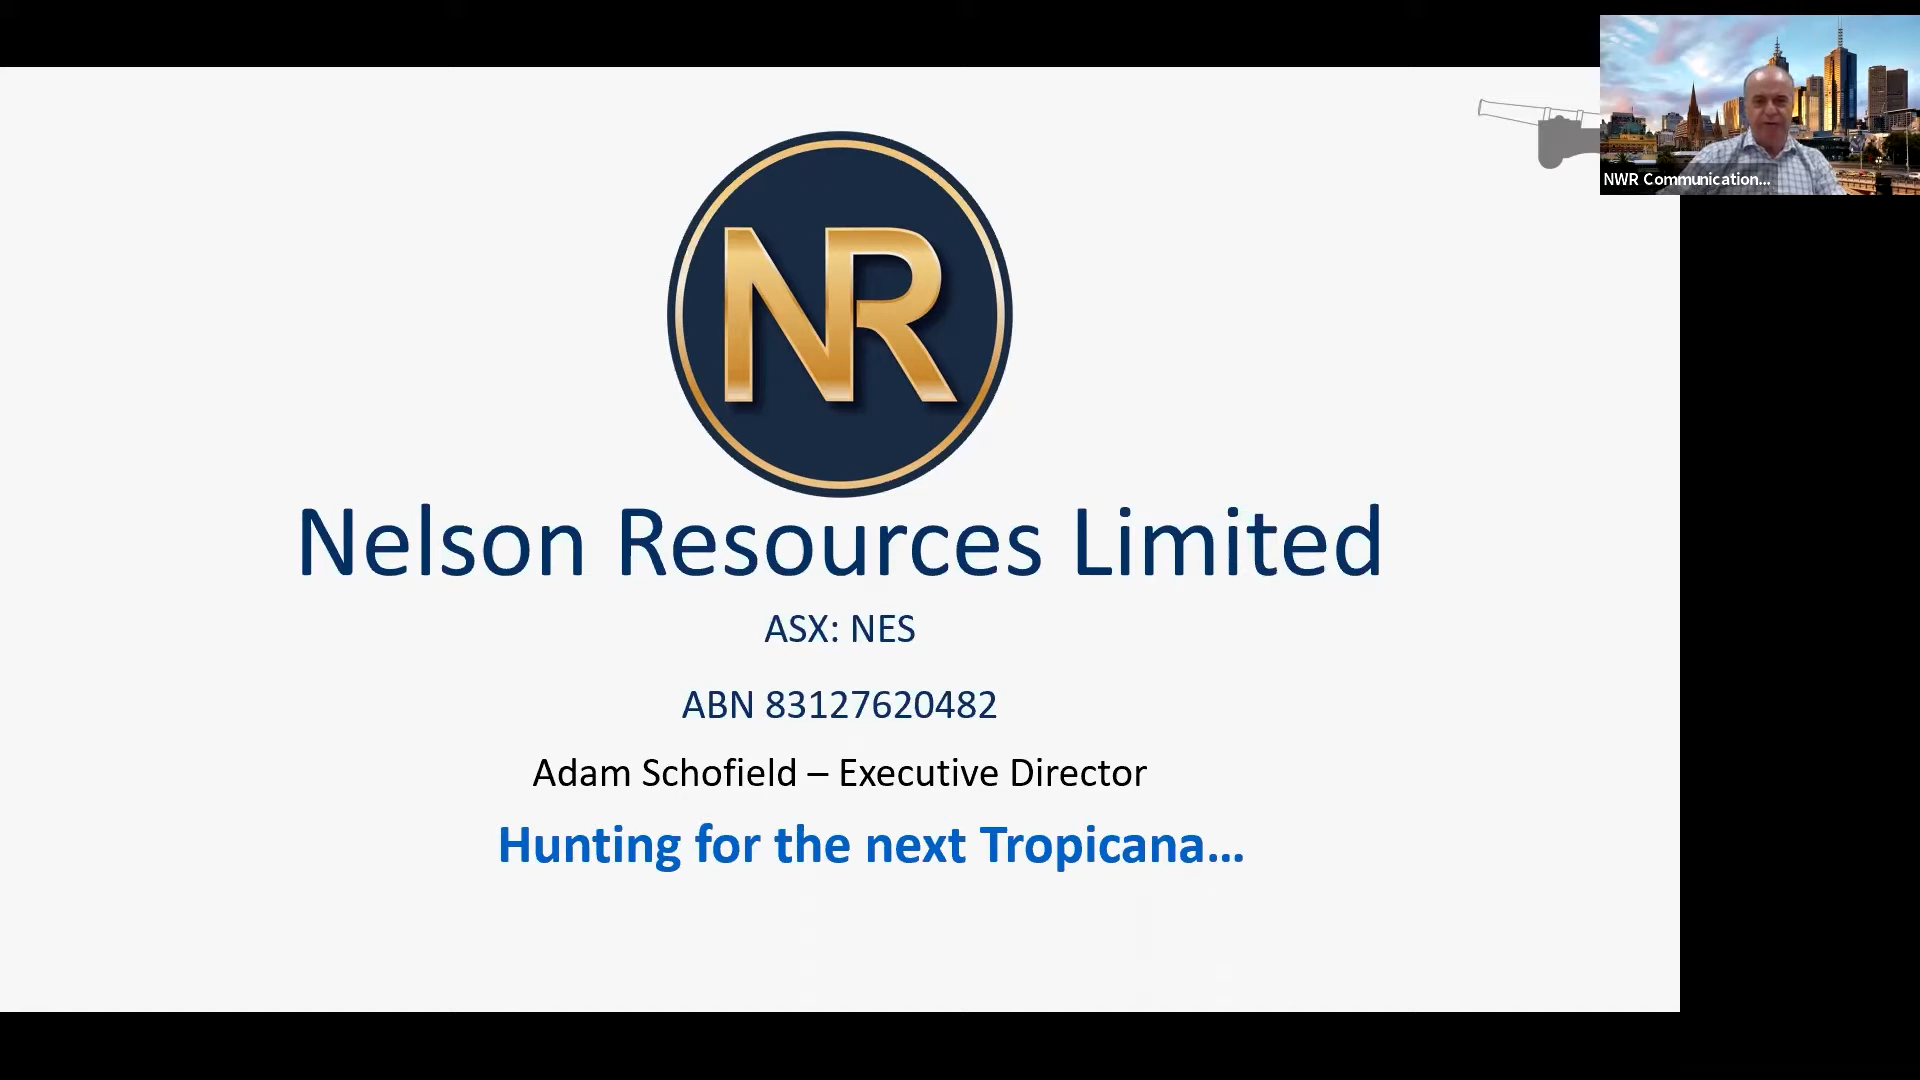 NWR Communication...
NR
Nelson Resources Limited
ASX: NES
ABN 83127620482
Adam Schofield – Executive Director
Hunting for the next Tropicana...